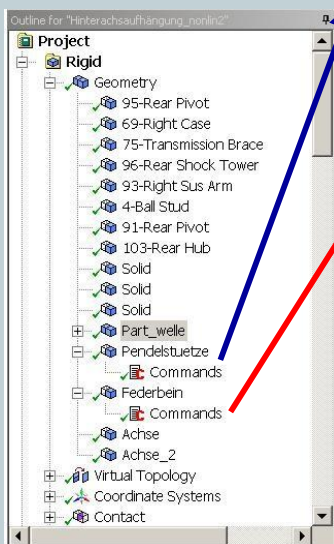 Outline for "Hinterachsaufhängung_nonlin2"
Project
Rigid
Geometry
95-Rear Pivot
69-Right Case
75-Transmission Brace
96-Rear Shock Tower
93-Right Sus Arm
4-Ball Stud
91-Rear Pivot
103-Rear Hub
Solid
Solid
Solid
Part_welle
Pendelstuetze
Commands
Federbein
Commands
Achse
Achse_2
Virtual Topology
Coordinate Systems
Contact